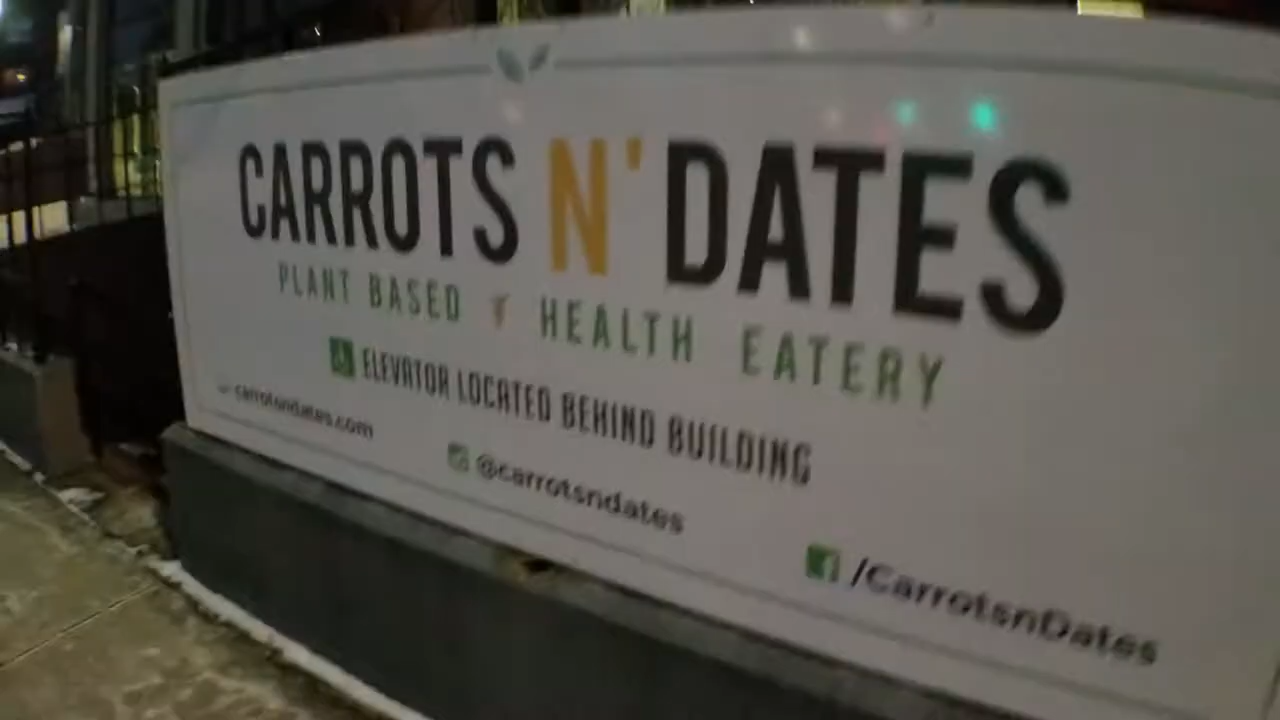 CARROTS N' DATES
PLANT BASED HEALTH EATERY
ELEVATOR LOCATED BEHIND BUILDING
carrotsndates.com
@carrotsndates
/CarrotsnDates